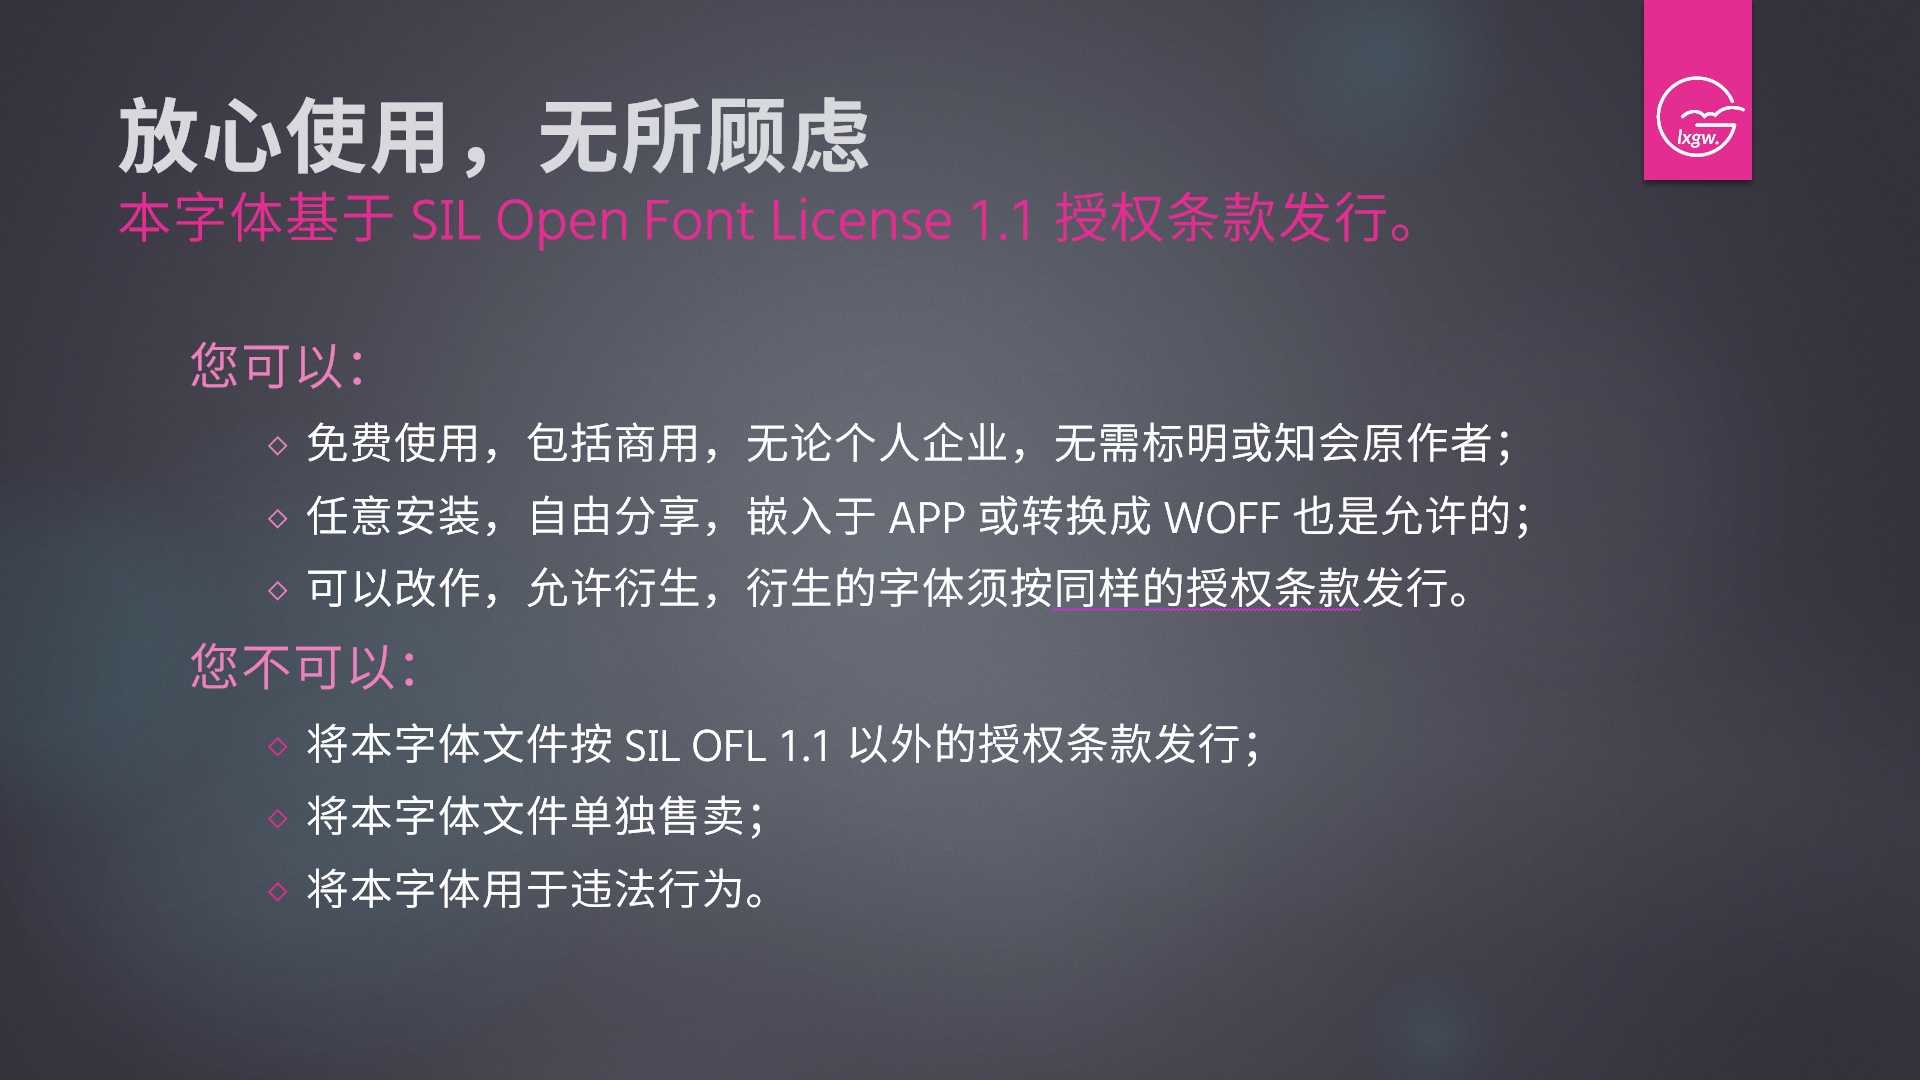 放心使用，无所顾虑
本字体基于 SIL Open Font License 1.1 授权条款发行。
lxgw.
您可以：
免费使用，包括商用，无论个人企业，无需标明或知会原作者；
任意安装，自由分享，嵌入于 APP 或转换成 WOFF 也是允许的；
可以改作，允许衍生，衍生的字体须按同样的授权条款发行。
您不可以：
将本字体文件按 SIL OFL 1.1 以外的授权条款发行；
将本字体文件单独售卖；
将本字体用于违法行为。